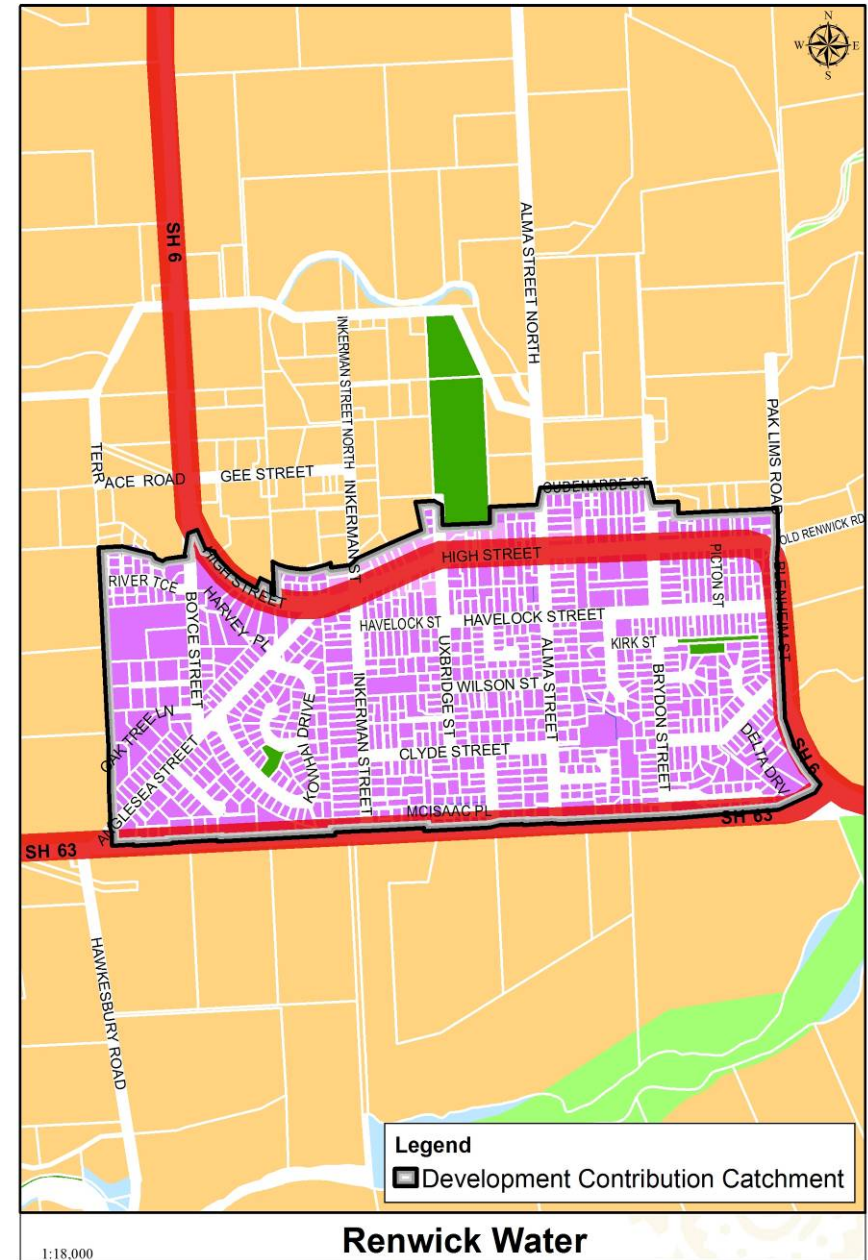 N
W E
S
SH 6
ALMA STREET NORTH
INKERMAN STREET NORTH
PAK LIMS ROAD
TERR
ACE ROAD
GEE STREET
INKERMAN ST
OUDENARDE ST
OLD RENWICK RD
HIGH STREET
HIGH STREET
RIVER TCE
BOYCE STREET
HARVEY PL
PICTON ST
BLENHEIM ST
HAVELOCK ST
HAVELOCK STREET
UXBRIDGE ST
ALMA STREET
KIRK ST
BRYDON STREET
WILSON ST
INKERMAN STREET
KOWHAI DRIVE
OAK TREE LN
CLYDE STREET
ANGLESEA STREET
DELTA DRV
SH 6
MCISAAC PL
SH 63
SH 63
HAWKESBURY ROAD
Legend
Development Contribution Catchment
Renwick Water
1:18,000